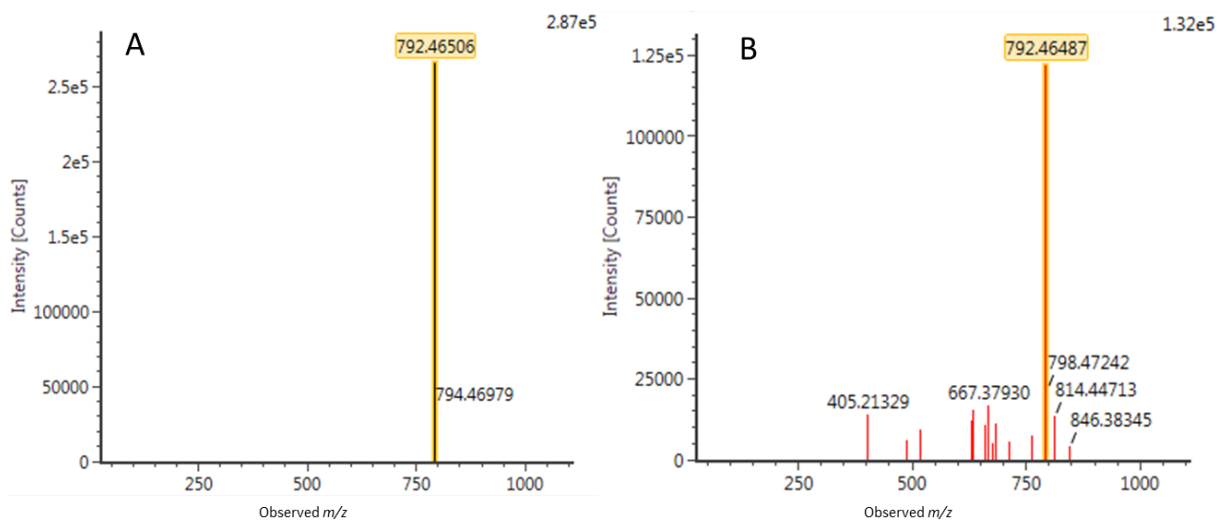 2.87e5
A
792.46506
2.5e5
2e5
1.5e5
100000
50000
0
794.46979
250
500
750
1000
Intensity [Counts]
Observed m/z
1.32e5
B
792.46487
1.25e5
100000
75000
50000
25000
0
798.47242
814.44713
846.38345
667.37930
405.21329
250
500
750
1000
Intensity [Counts]
Observed m/z